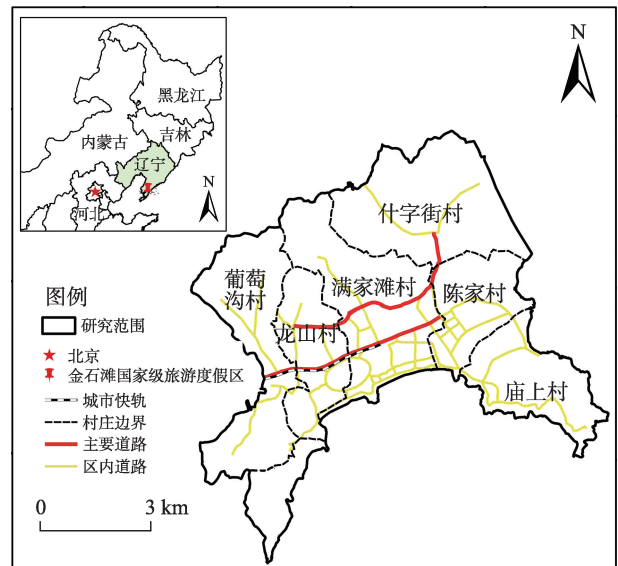 黑龙江
吉林
内蒙古
辽宁
河北
N
N
什字街村
葡萄
沟村
满家滩村
陈家村
龙山村
庙上村
图例
研究范围
北京
金石滩国家级旅游度假区
城市快轨
村庄边界
主要道路
区内道路
0 3 km